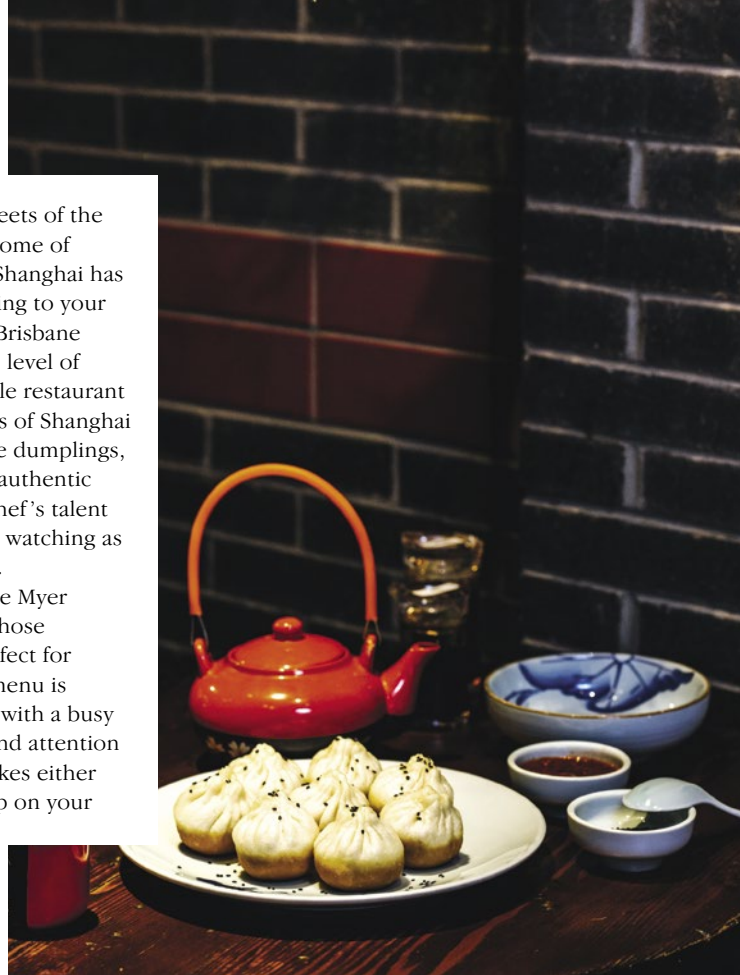 eets of the
ome of
Shanghai has
ing to your
Brisbane
level of
le restaurant
s of Shanghai
e dumplings,
authentic
hef’s talent
watching as
.
e Myer
hose
fect for
menu is
with a busy
nd attention
kes either
o on your